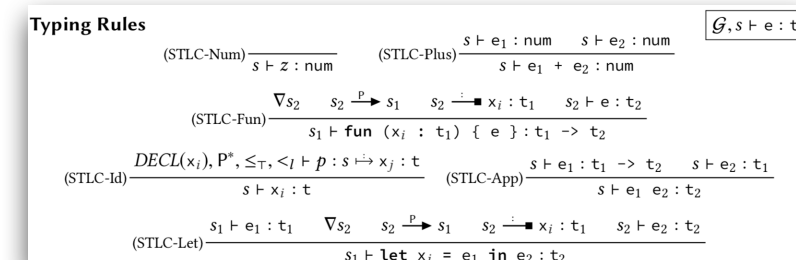 Typing Rules
𝒢, s ⊢ e : t
(STLC-Num) s ⊢ z : num
(STLC-Plus) s ⊢ e₁ : num s ⊢ e₂ : num
s ⊢ e₁ + e₂ : num
(STLC-Fun) ∇s₂ s₂ —P→ s₁ s₂ —:—■ xᵢ : t₁ s₂ ⊢ e : t₂
s₁ ⊢ fun (xᵢ : t₁) { e } : t₁ -> t₂
(STLC-Id) DECL(xᵢ), P*, ≤⊤, <ₗ ⊢ p : s ⟼: xⱼ : t
s ⊢ xᵢ : t
(STLC-App) s ⊢ e₁ : t₁ -> t₂ s ⊢ e₂ : t₁
s ⊢ e₁ e₂ : t₂
(STLC-Let) s₁ ⊢ e₁ : t₁ ∇s₂ s₂ —P→ s₁ s₂ —:—■ xᵢ : t₁ s₂ ⊢ e₂ : t₂
s₁ ⊢ let xᵢ = e₁ in e₂ : t₂